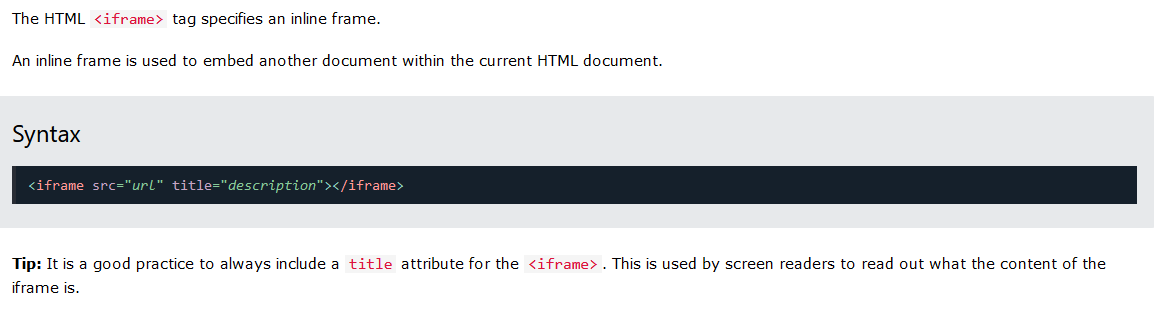 The HTML <iframe> tag specifies an inline frame.
An inline frame is used to embed another document within the current HTML document.
Syntax
<iframe src="url" title="description"></iframe>
Tip: It is a good practice to always include a title attribute for the <iframe>. This is used by screen readers to read out what the content of the
iframe is.